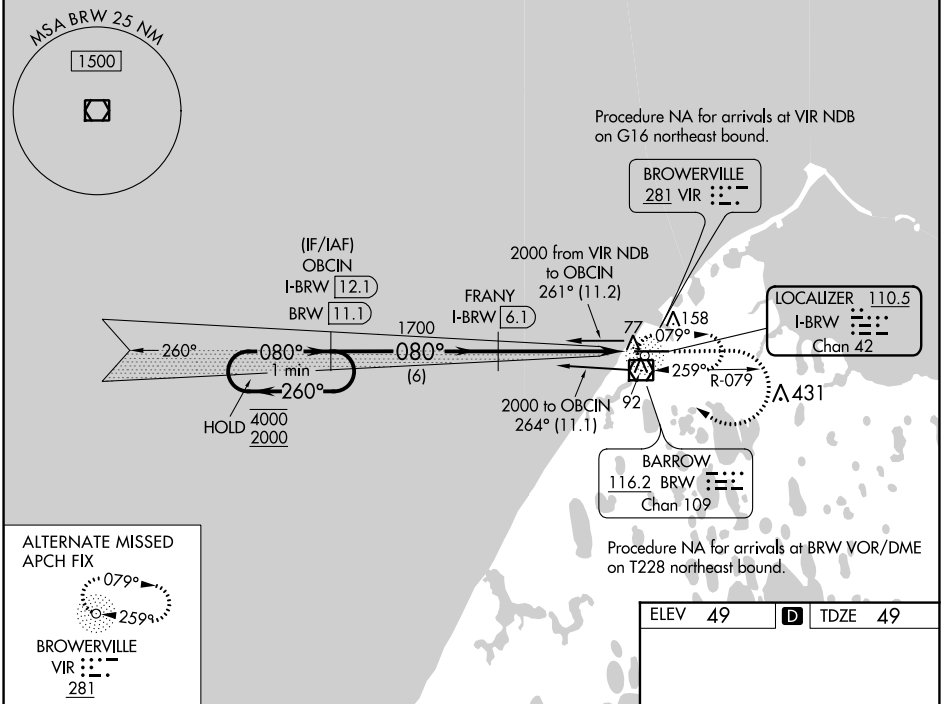 MSA BRW 25 NM
1500
Procedure NA for arrivals at VIR NDB
on G16 northeast bound.
BROWERVILLE
281 VIR
(IF/IAF)
OBCIN
I-BRW 12.1
BRW 11.1
2000 from VIR NDB
to OBCIN
261° (11.2)
FRANY
I-BRW 6.1
LOCALIZER 110.5
I-BRW
Chan 42
158
77
079°
1700
260°
080°
080°
1 min
(6)
260°
259°
R-079
431
HOLD 4000
2000
2000 to OBCIN
264° (11.1)
92
BARROW
116.2 BRW
Chan 109
Procedure NA for arrivals at BRW VOR/DME
on T228 northeast bound.
ALTERNATE MISSED
APCH FIX
079°
259°
BROWERVILLE
VIR
281
ELEV 49 D TDZE 49